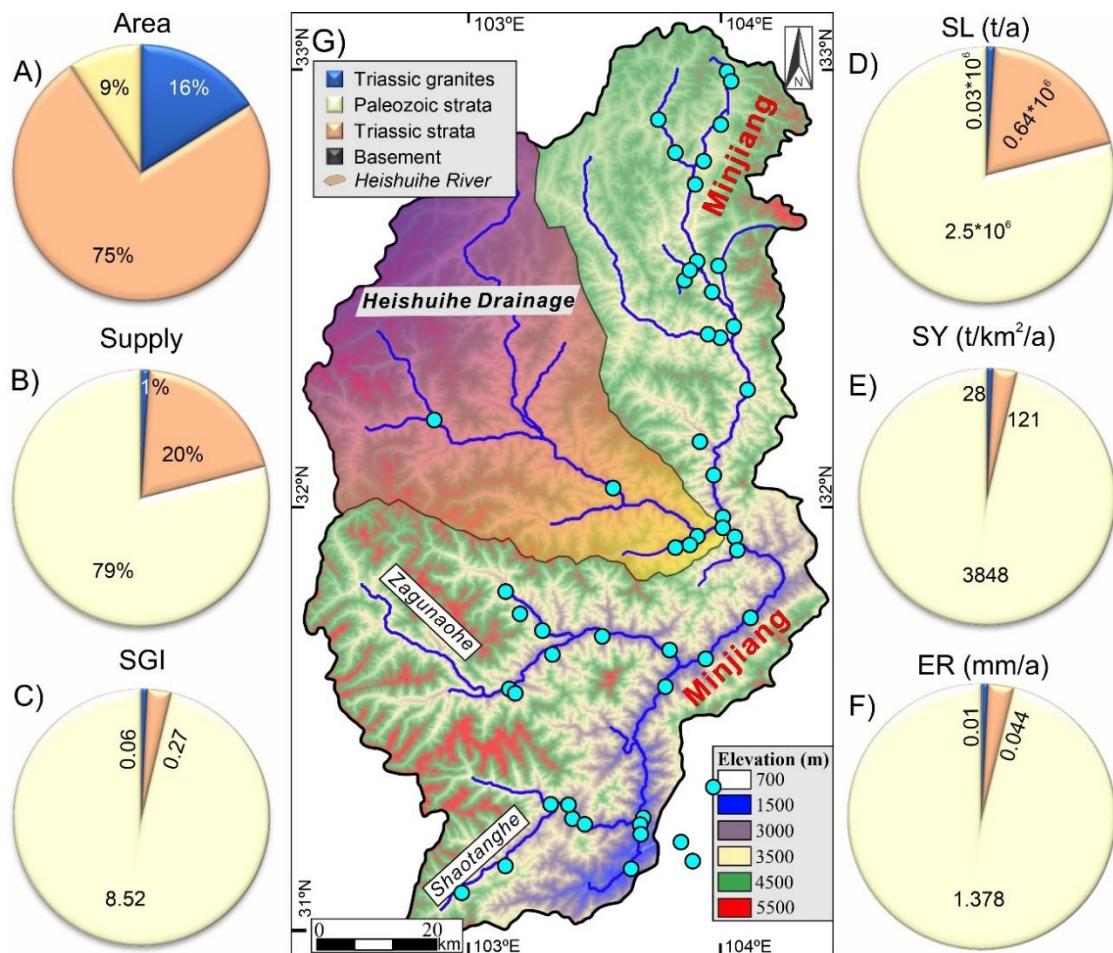 Area
A)
9%
16%
75%
Supply
B)
1%
20%
79%
SGI
C)
0.06
0.27
8.52
G)
103ºE
104ºE
33ºN
33ºN
Triassic granites
Paleozoic strata
Triassic strata
Basement
Heishuihe River
N
Minjiang
Heishuihe Drainage
32ºN
32ºN
Zagunaohe
Minjiang
Shaotanghe
Elevation (m)
700
1500
3000
3500
4500
5500
31ºN
0
20
km
103ºE
104ºE
SL (t/a)
D)
0.03*10⁶
0.64*10⁶
2.5*10⁶
SY (t/km²/a)
E)
28
121
3848
ER (mm/a)
F)
0.01
0.044
1.378